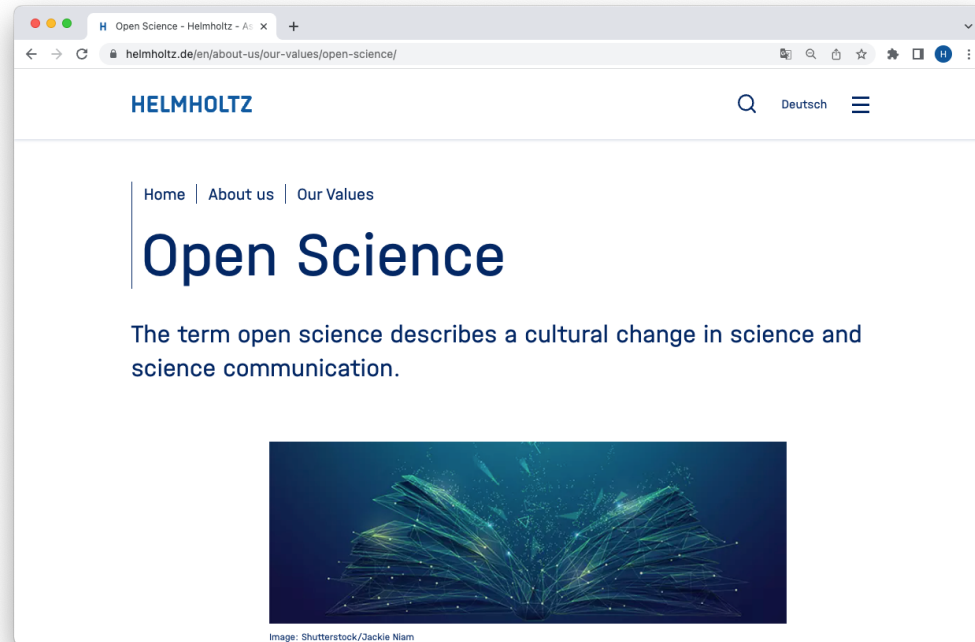 H Open Science - Helmholtz - As
helmholtz.de/en/about-us/our-values/open-science/
H
HELMHOLTZ
Deutsch
Home | About us | Our Values
Open Science
The term open science describes a cultural change in science and
science communication.
Image: Shutterstock/Jackie Niam